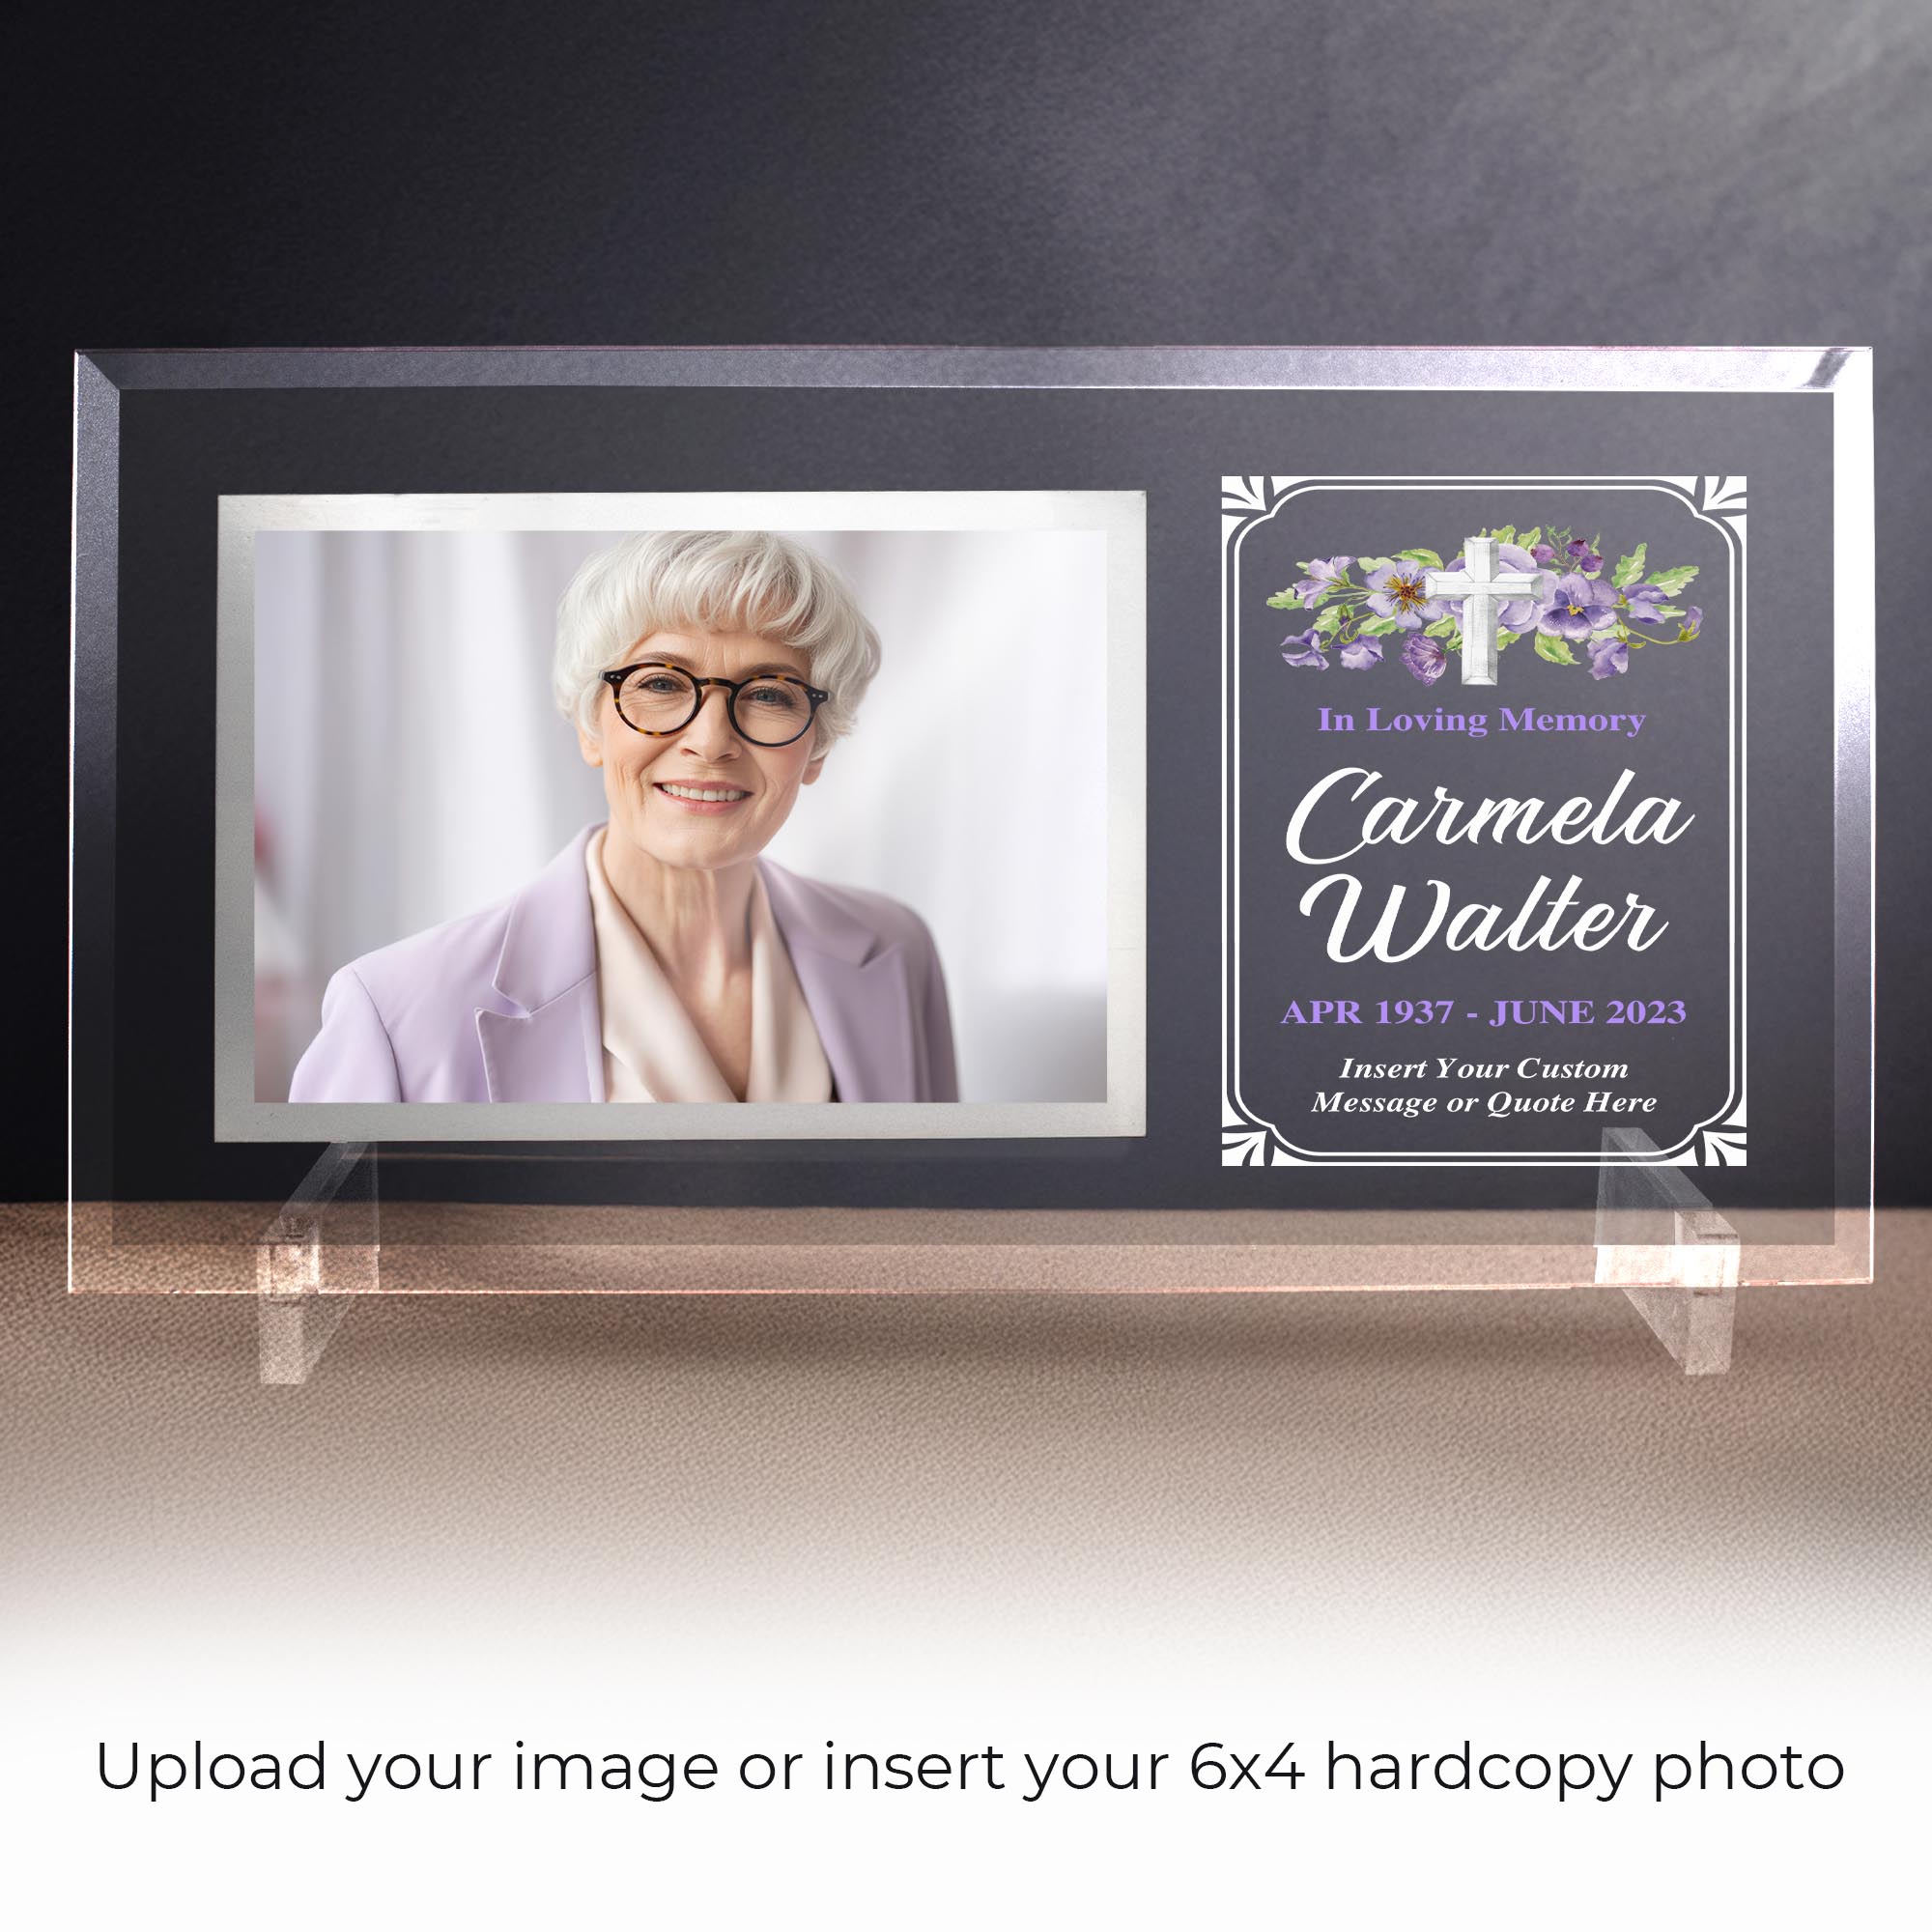 In Loving Memory
Carmela
Walter
APR 1937 - JUNE 2023
Insert Your Custom
Message or Quote Here
Upload your image or insert your 6x4 hardcopy photo